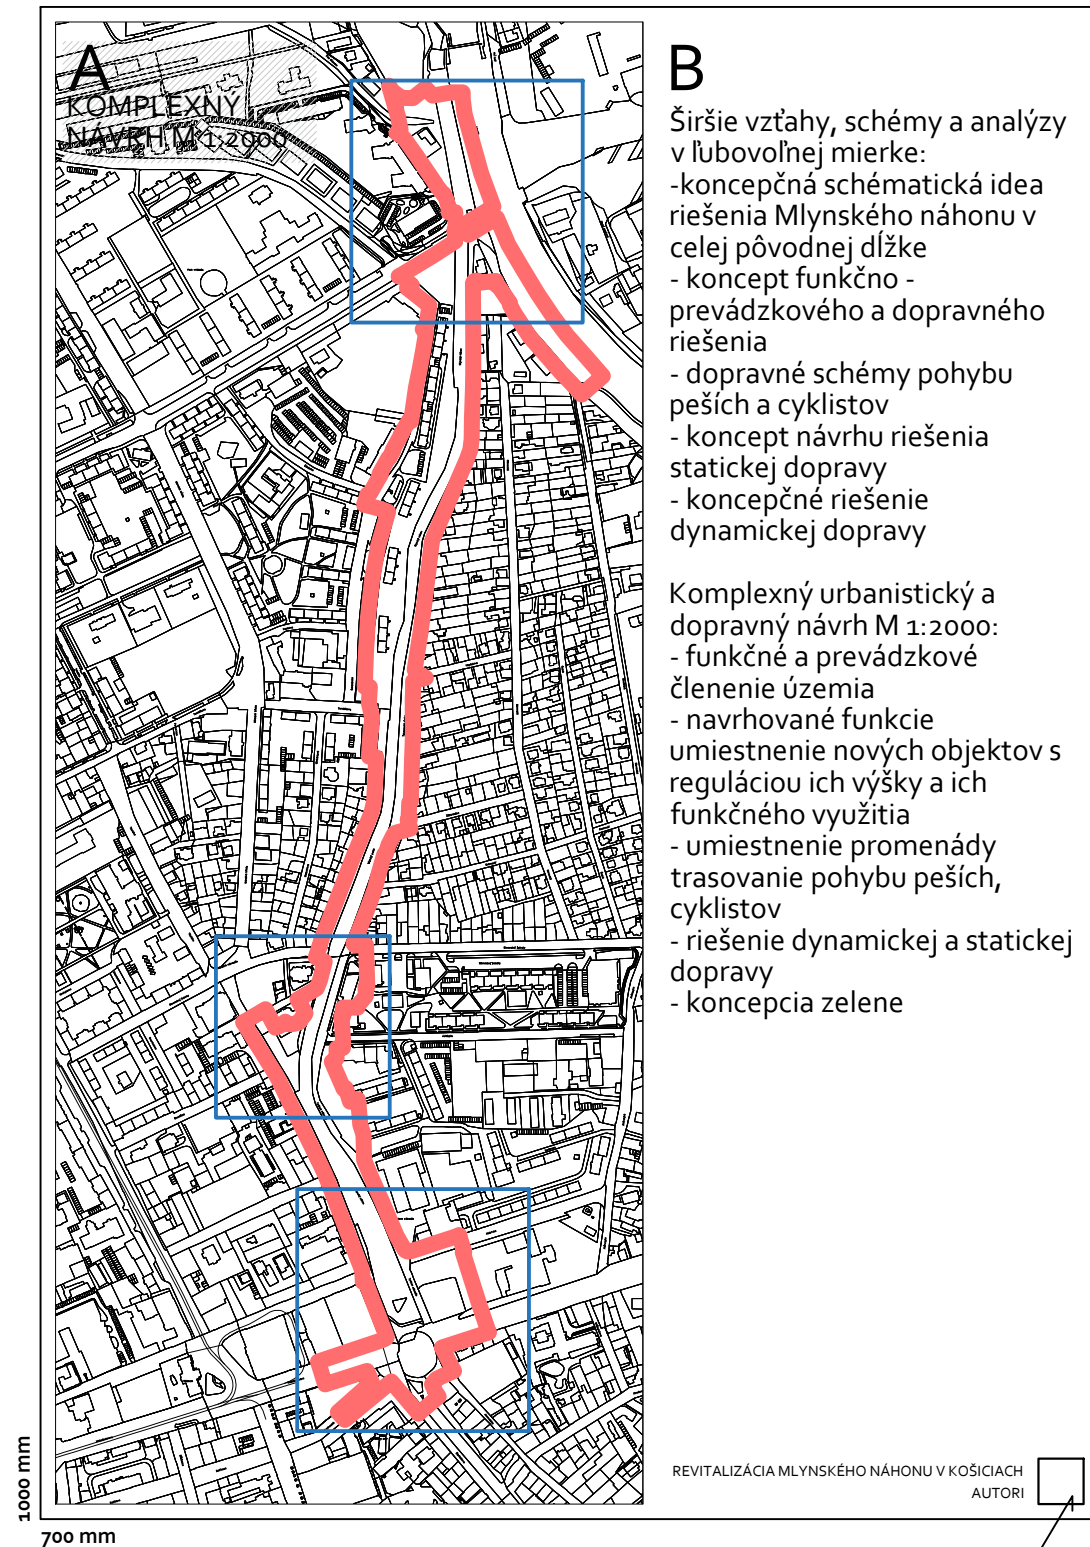 A
KOMPLEXNÝ
NÁVRH M 1:2000
B
Širšie vzťahy, schémy a analýzy
v ľubovoľnej mierke:
-koncepčná schématická idea
riešenia Mlynského náhonu v
celej pôvodnej dĺžke
- koncept funkčno -
prevádzkového a dopravného
riešenia
- dopravné schémy pohybu
peších a cyklistov
- koncept návrhu riešenia
statickej dopravy
- koncepčné riešenie
dynamickej dopravy
Komplexný urbanistický a
dopravný návrh M 1:2000:
- funkčné a prevádzkové
členenie územia
- navrhované funkcie
umiestnenie nových objektov s
reguláciou ich výšky a ich
funkčného využitia
- umiestnenie promenády
trasovanie pohybu peších,
cyklistov
- riešenie dynamickej a statickej
dopravy
- koncepcia zelene
REVITALIZÁCIA MLYNSKÉHO NÁHONU V KOŠICIACH
AUTORI
1000 mm
700 mm